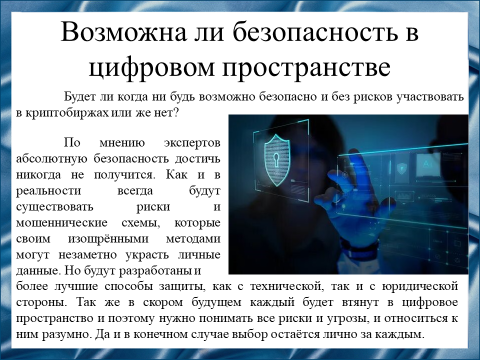 Возможна ли безопасность в
цифровом пространстве
Будет ли когда ни будь возможно безопасно и без рисков участвовать
в криптобиржах или же нет?
По мнению экспертов
абсолютную безопасность достичь
никогда не получится. Как и в
реальности всегда будут
существовать риски и
мошеннические схемы, которые
своим изощрёнными методами
могут незаметно украсть личные
данные. Но будут разработаны и
более лучшие способы защиты, как с технической, так и с юридической
стороны. Так же в скором будущем каждый будет втянут в цифровое
пространство и поэтому нужно понимать все риски и угрозы, и относиться к
ним разумно. Да и в конечном случае выбор остаётся лично за каждым.